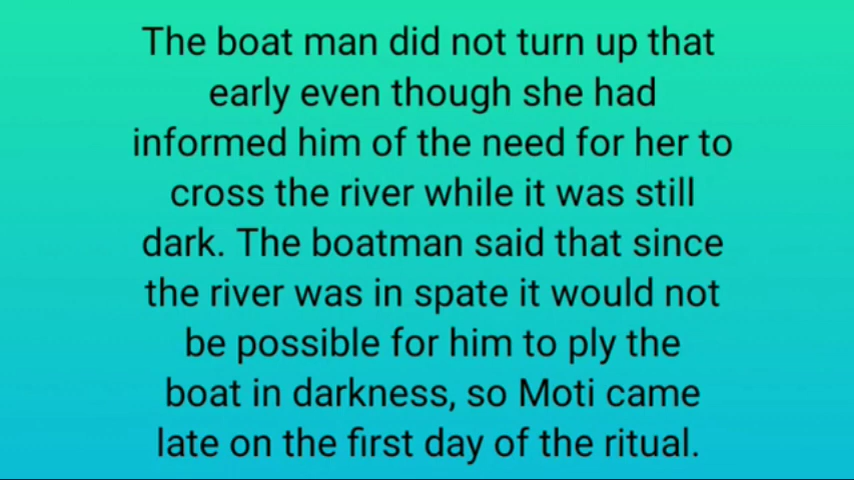 The boat man did not turn up that
early even though she had
informed him of the need for her to
cross the river while it was still
dark. The boatman said that since
the river was in spate it would not
be possible for him to ply the
boat in darkness, so Moti came
late on the first day of the ritual.